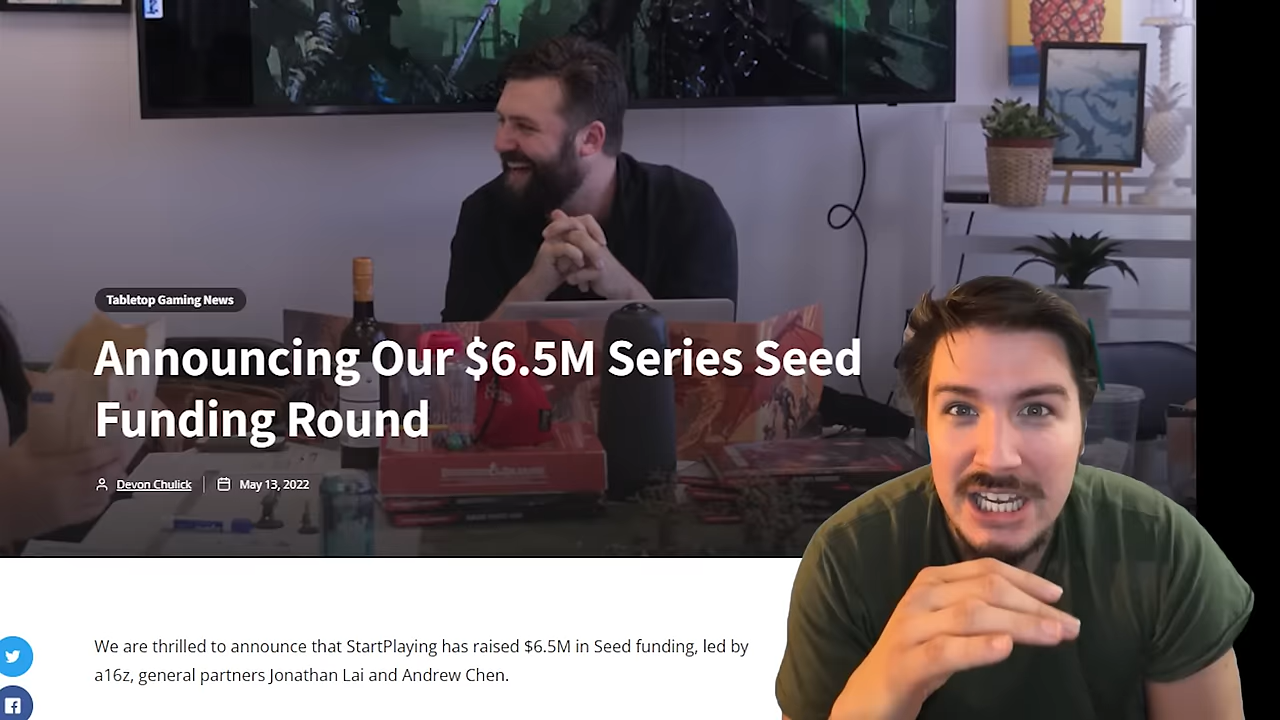 Tabletop Gaming News
Announcing Our $6.5M Series Seed
Funding Round
Devon Chulick
May 13, 2022
We are thrilled to announce that StartPlaying has raised $6.5M in Seed funding, led by
a16z, general partners Jonathan Lai and Andrew Chen.